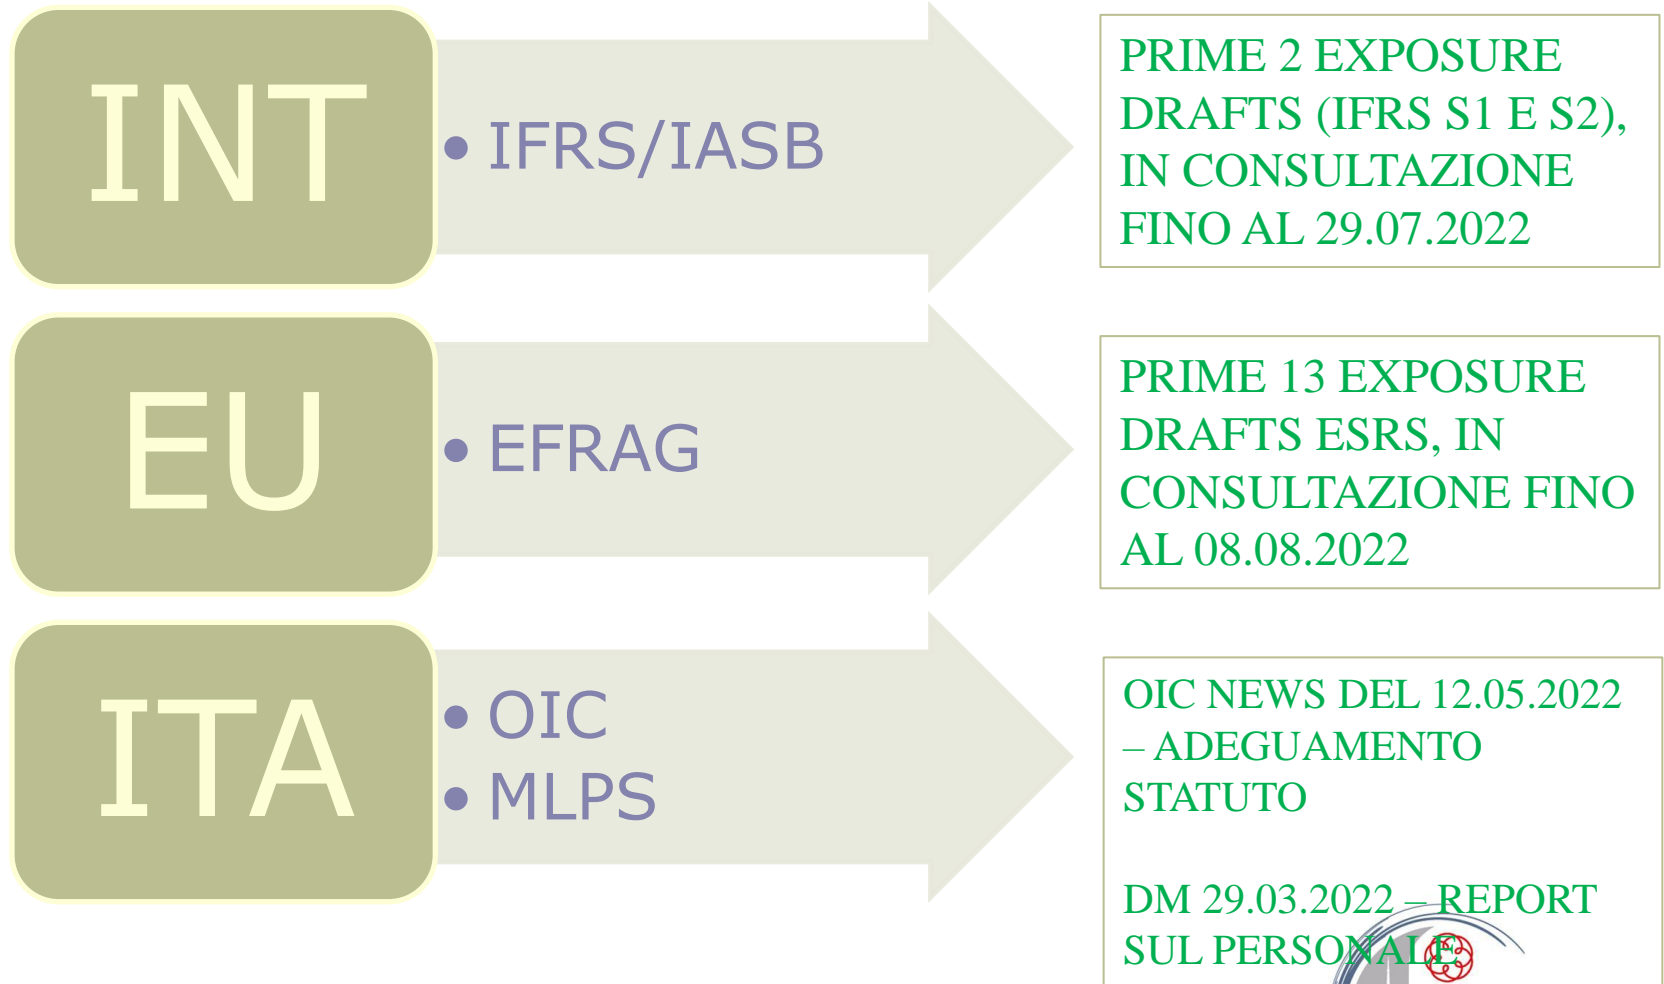 INT
• IFRS/IASB
PRIME 2 EXPOSURE
DRAFTS (IFRS S1 E S2),
IN CONSULTAZIONE
FINO AL 29.07.2022
EU
• EFRAG
PRIME 13 EXPOSURE
DRAFTS ESRS, IN
CONSULTAZIONE FINO
AL 08.08.2022
ITA
• OIC
• MLPS
OIC NEWS DEL 12.05.2022
– ADEGUAMENTO
STATUTO
DM 29.03.2022 – REPORT
SUL PERSONALE